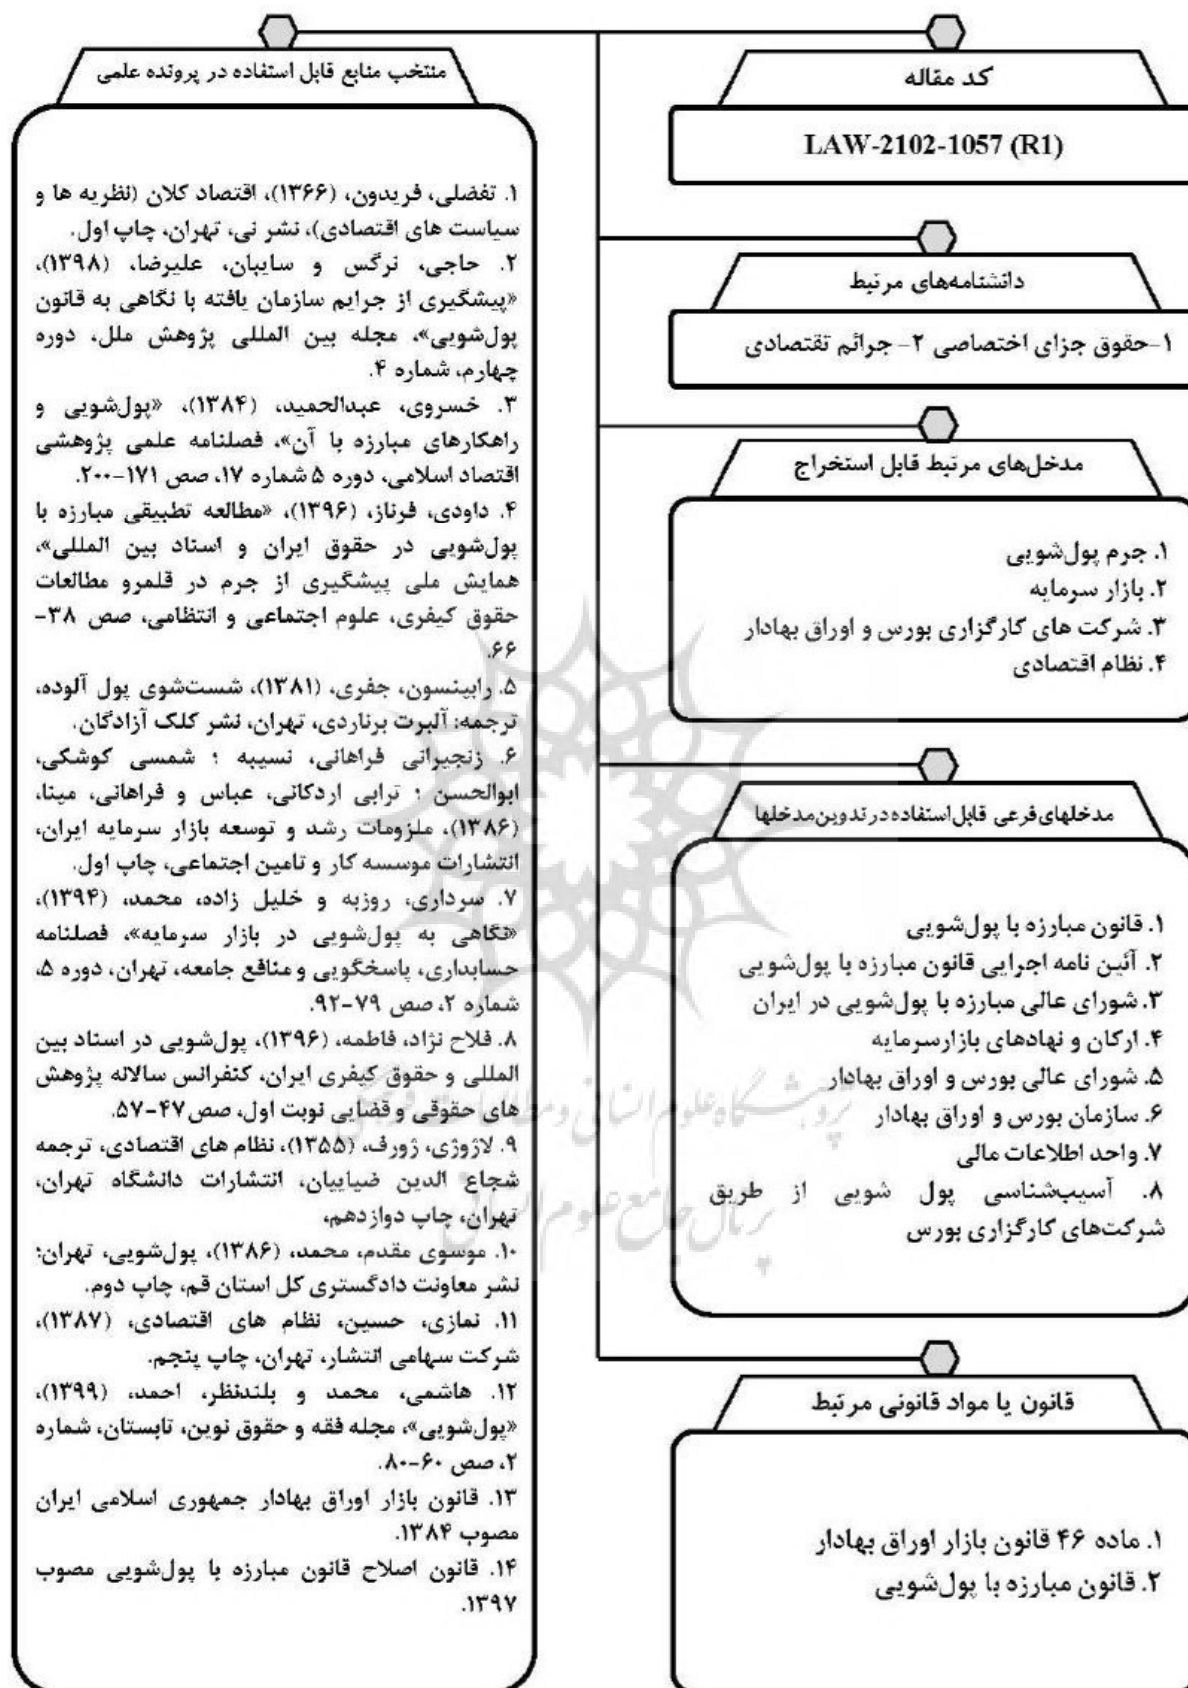 کد مقاله
LAW-2102-1057 (R1)
دانشنامه‌های مرتبط
۱-حقوق جزای اختصاصی ۲- جرائم تقتصادی
مدخل‌های مرتبط قابل استخراج
۱. جرم پول‌شویی
۲. بازار سرمایه
۳. شرکت های کارگزاری بورس و اوراق بهادار
۴. نظام اقتصادی
مدخلهای فرعی قابل استفاده در تدوین مدخلها
۱. قانون مبارزه با پول‌شویی
۲. آئین نامه اجرایی قانون مبارزه با پول‌شویی
۳. شورای عالی مبارزه با پول‌شویی در ایران
۴. ارکان و نهادهای بازارسرمایه
۵. شورای عالی بورس و اوراق بهادار
۶. سازمان بورس و اوراق بهادار
۷. واحد اطلاعات مالی
۸. آسیب‌شناسی پول شویی از طریق
شرکت‌های کارگزاری بورس
قانون یا مواد قانونی مرتبط
۱. ماده ۴۶ قانون بازار اوراق بهادار
۲. قانون مبارزه با پول‌شویی
منتخب منابع قابل استفاده در پرونده علمی
۱. تفضلی، فریدون، (۱۳۶۶)، اقتصاد کلان (نظریه ها و
سیاست های اقتصادی)، نشر نی، تهران، چاپ اول.
۲. حاجی، نرگس و سایبان، علیرضا، (۱۳۹۸)،
«پیشگیری از جرایم سازمان یافته با نگاهی به قانون
پول‌شویی»، مجله بین المللی پژوهش ملل، دوره
چهارم، شماره ۴.
۳. خسروی، عبدالحمید، (۱۳۸۴)، «پول‌شویی و
راهکارهای مبارزه با آن»، فصلنامه علمی پژوهشی
اقتصاد اسلامی، دوره ۵ شماره ۱۷، صص ۱۷۱-۲۰۰.
۴. داودی، فرناز، (۱۳۹۶)، «مطالعه تطبیقی مبارزه با
پول‌شویی در حقوق ایران و اسناد بین المللی»،
همایش ملی پیشگیری از جرم در قلمرو مطالعات
حقوق کیفری، علوم اجتماعی و انتظامی، صص ۳۸-
۶۶.
۵. رابینسون، جفری، (۱۳۸۱)، شست‌شوی پول آلوده،
ترجمه: آلبرت برناردی، تهران، نشر کلک آزادگان.
۶. زنجیرانی فراهانی، نسیبه ؛ شمسی کوشکی،
ابوالحسن ؛ ترابی اردکانی، عباس و فراهانی، مینا،
(۱۳۸۶)، ملزومات رشد و توسعه بازار سرمایه ایران،
انتشارات موسسه کار و تامین اجتماعی، چاپ اول.
۷. سرداری، روزبه و خلیل زاده، محمد، (۱۳۹۴)،
«نگاهی به پول‌شویی در بازار سرمایه»، فصلنامه
حسابداری، پاسخگویی و منافع جامعه، تهران، دوره ۵،
شماره ۲، صص ۷۹-۹۲.
۸. فلاح نژاد، فاطمه، (۱۳۹۶)، پول‌شویی در اسناد بین
المللی و حقوق کیفری ایران، کنفرانس سالانه پژوهش
های حقوقی و قضایی نوبت اول، صص ۴۷-۵۷.
۹. لاژوژی، ژورف، (۱۳۵۵)، نظام های اقتصادی، ترجمه
شجاع الدین ضیاییان، انتشارات دانشگاه تهران،
تهران، چاپ دوازدهم،
۱۰. موسوی مقدم، محمد، (۱۳۸۶)، پول‌شویی، تهران:
نشر معاونت دادگستری کل استان قم، چاپ دوم.
۱۱. نمازی، حسین، نظام های اقتصادی، (۱۳۸۷)،
شرکت سهامی انتشار، تهران، چاپ پنجم.
۱۲. هاشمی، محمد و بلندنظر، احمد، (۱۳۹۹)،
«پول‌شویی»، مجله فقه و حقوق نوین، تابستان، شماره
۲، صص ۶۰-۸۰.
۱۳. قانون بازار اوراق بهادار جمهوری اسلامی ایران
مصوب ۱۳۸۴.
۱۴. قانون اصلاح قانون مبارزه با پول‌شویی مصوب
۱۳۹۷.
پژوهشگاه علوم انسانی و مطالعات فرهنگی
پرتال جامع علوم انسانی